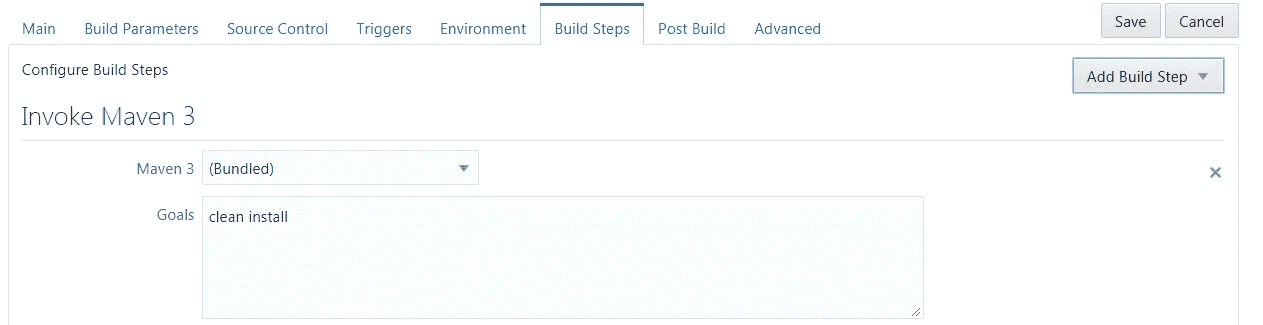 Main Build Parameters Source Control Triggers Environment Build Steps Post Build Advanced Save Cancel
Configure Build Steps Add Build Step
Invoke Maven 3
Maven 3 (Bundled)
Goals clean install